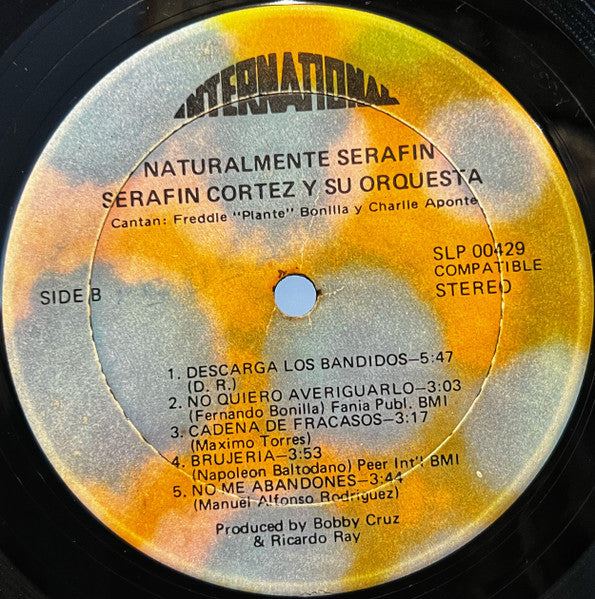 INTERNATIONAL
NATURALMENTE SERAFIN
SERAFIN CORTEZ Y SU ORQUESTA
Cantan: Freddie "Plante" Bonilla y Charlie Aponte
SIDE B
SLP 00429
COMPATIBLE
STEREO
1. DESCARGA LOS BANDIDOS—5:47
(D. R.)
2. NO QUIERO AVERIGUARLO—3:03
(Fernando Bonilla) Fania Publ. BMI
3. CADENA DE FRACASOS—3:17
(Maximo Torres)
4. BRUJERIA—3:53
(Napoleon Baltodano) Peer Int'l BMI
5. NO ME ABANDONES—3:44
(Manuel Alfonso Rodriguez)
Produced by Bobby Cruz
& Ricardo Ray